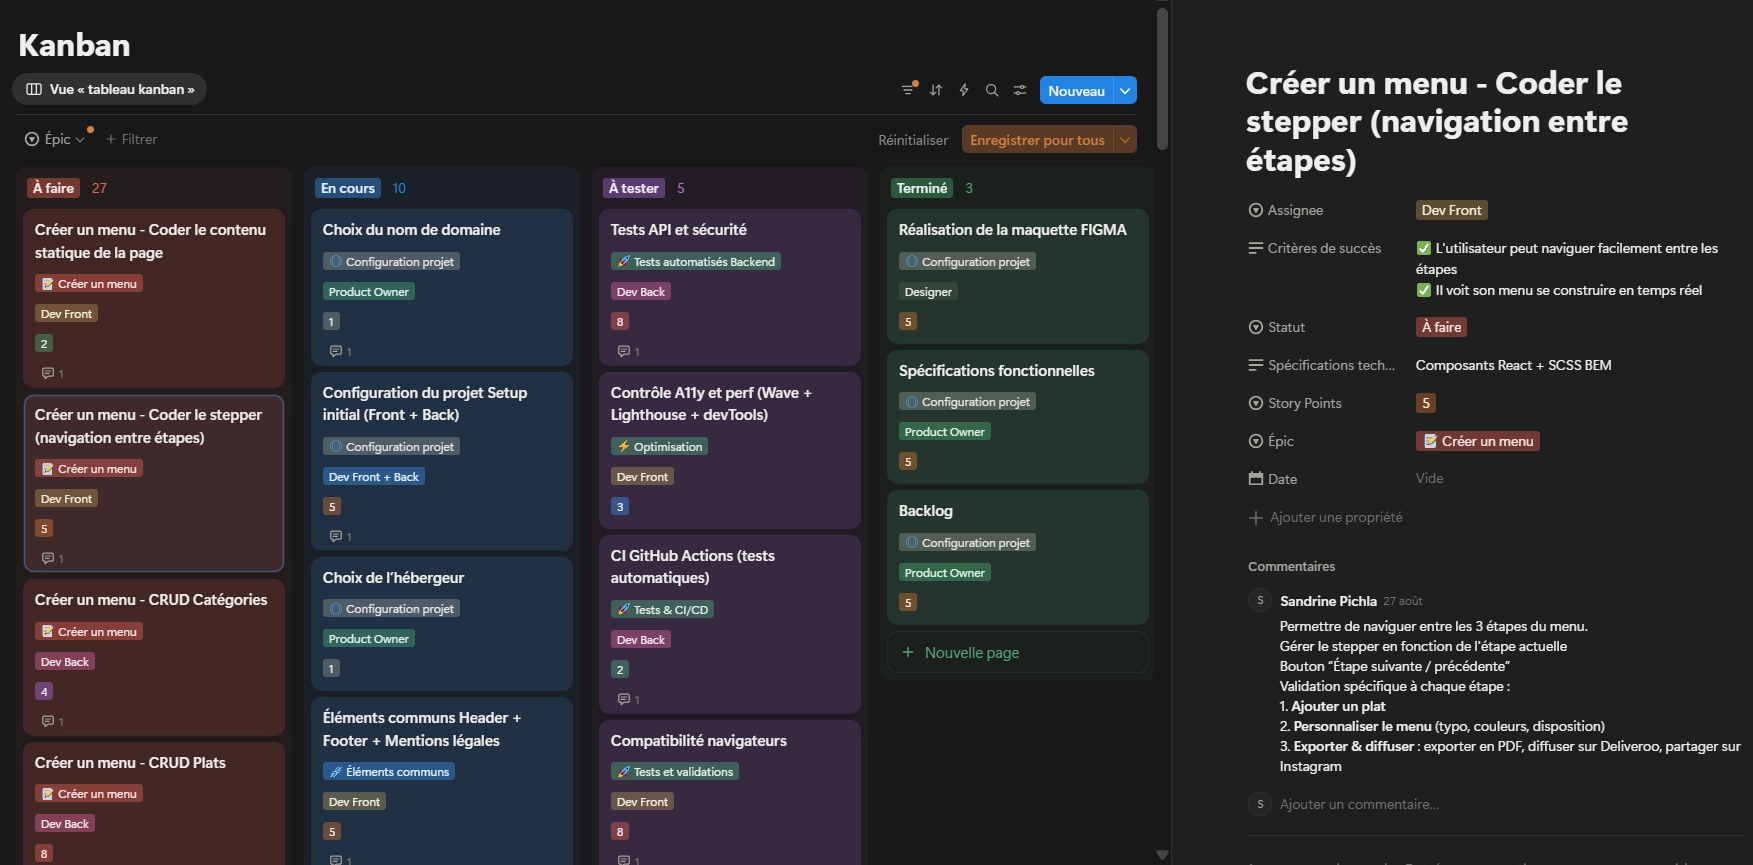 Kanban
Vue « tableau kanban »
Nouveau
Épic
+ Filtrer
Réinitialiser
Enregistrer pour tous
À faire 27
Créer un menu - Coder le contenu
statique de la page
Créer un menu
Dev Front
2
1
Créer un menu - Coder le stepper
(navigation entre étapes)
Créer un menu
Dev Front
5
1
Créer un menu - CRUD Catégories
Créer un menu
Dev Back
4
1
Créer un menu - CRUD Plats
Créer un menu
Dev Back
8
En cours 10
Choix du nom de domaine
Configuration projet
Product Owner
1
1
Configuration du projet Setup
initial (Front + Back)
Configuration projet
Dev Front + Back
5
1
Choix de l'hébergeur
Configuration projet
Product Owner
1
Éléments communs Header +
Footer + Mentions légales
Éléments communs
Dev Front
5
1
À tester 5
Tests API et sécurité
Tests automatisés Backend
Dev Back
8
1
Contrôle A11y et perf (Wave +
Lighthouse + devTools)
Optimisation
Dev Front
3
CI GitHub Actions (tests
automatiques)
Tests & CI/CD
Dev Back
2
1
Compatibilité navigateurs
Tests et validations
Dev Front
8
1
Terminé 3
Réalisation de la maquette FIGMA
Configuration projet
Designer
5
Spécifications fonctionnelles
Configuration projet
Product Owner
5
Backlog
Configuration projet
Product Owner
5
+ Nouvelle page
Créer un menu - Coder le
stepper (navigation entre
étapes)
Assignee Dev Front
Critères de succès ✅ L'utilisateur peut naviguer facilement entre les
étapes
✅ Il voit son menu se construire en temps réel
Statut À faire
Spécifications tech... Composants React + SCSS BEM
Story Points 5
Épic Créer un menu
Date Vide
+ Ajouter une propriété
Commentaires
S Sandrine Pichla 27 août
Permettre de naviguer entre les 3 étapes du menu.
Gérer le stepper en fonction de l'étape actuelle
Bouton "Étape suivante / précédente"
Validation spécifique à chaque étape :
1. Ajouter un plat
2. Personnaliser le menu (typo, couleurs, disposition)
3. Exporter & diffuser : exporter en PDF, diffuser sur Deliveroo, partager sur
Instagram
S Ajouter un commentaire...